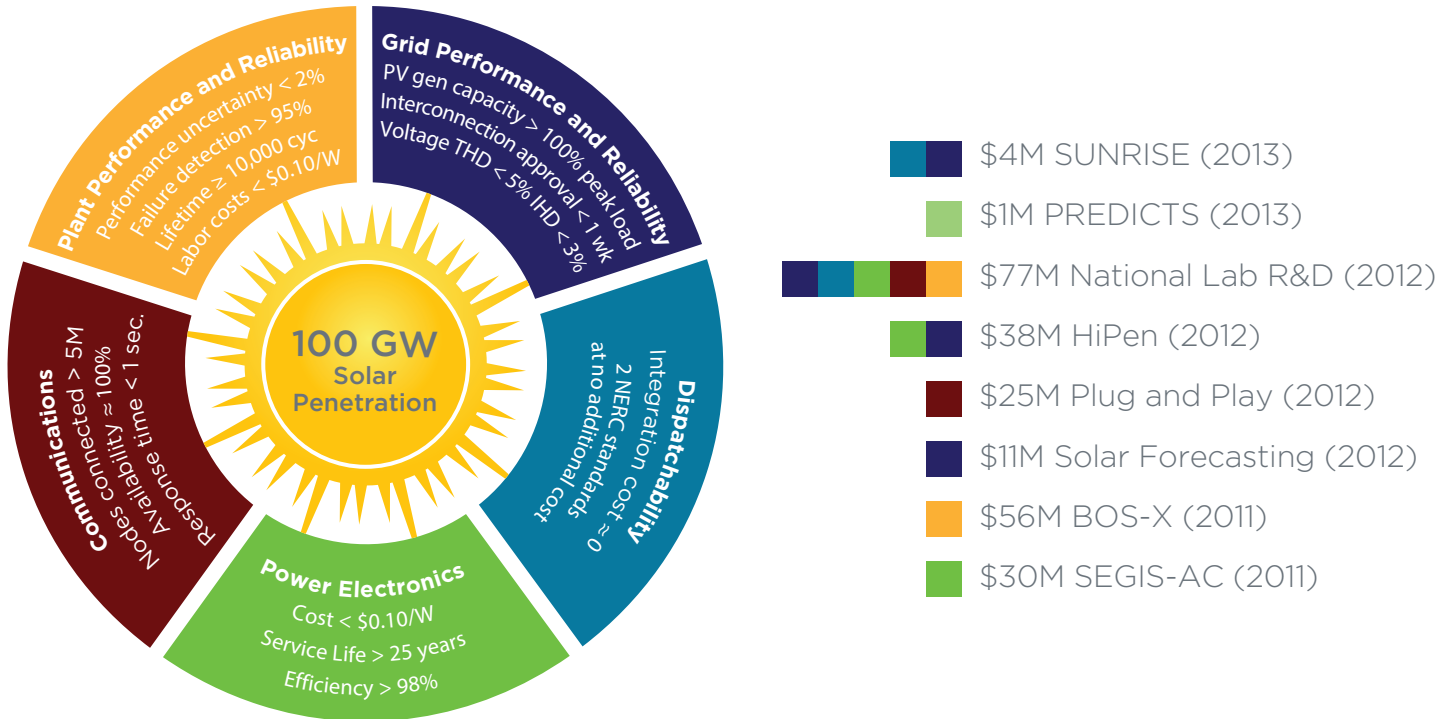 Plant Performance and Reliability
Performance uncertainty < 2%
Failure detection > 95%
Lifetime ≥ 10,000 cyc
Labor costs < $0.10/W
Grid Performance and Reliability
PV gen capacity > 100% peak load
Interconnection approval < 1 wk
Voltage THD < 5% IHD < 3%
Dispatchability
Integration cost ≈ 0
2 NERC standards
at no additional cost
Power Electronics
Cost < $0.10/W
Service Life > 25 years
Efficiency > 98%
Communications
Nodes connected > 5M
Availability ≈ 100%
Response time < 1 sec.
100 GW
Solar
Penetration
$4M SUNRISE (2013)
$1M PREDICTS (2013)
$77M National Lab R&D (2012)
$38M HiPen (2012)
$25M Plug and Play (2012)
$11M Solar Forecasting (2012)
$56M BOS-X (2011)
$30M SEGIS-AC (2011)